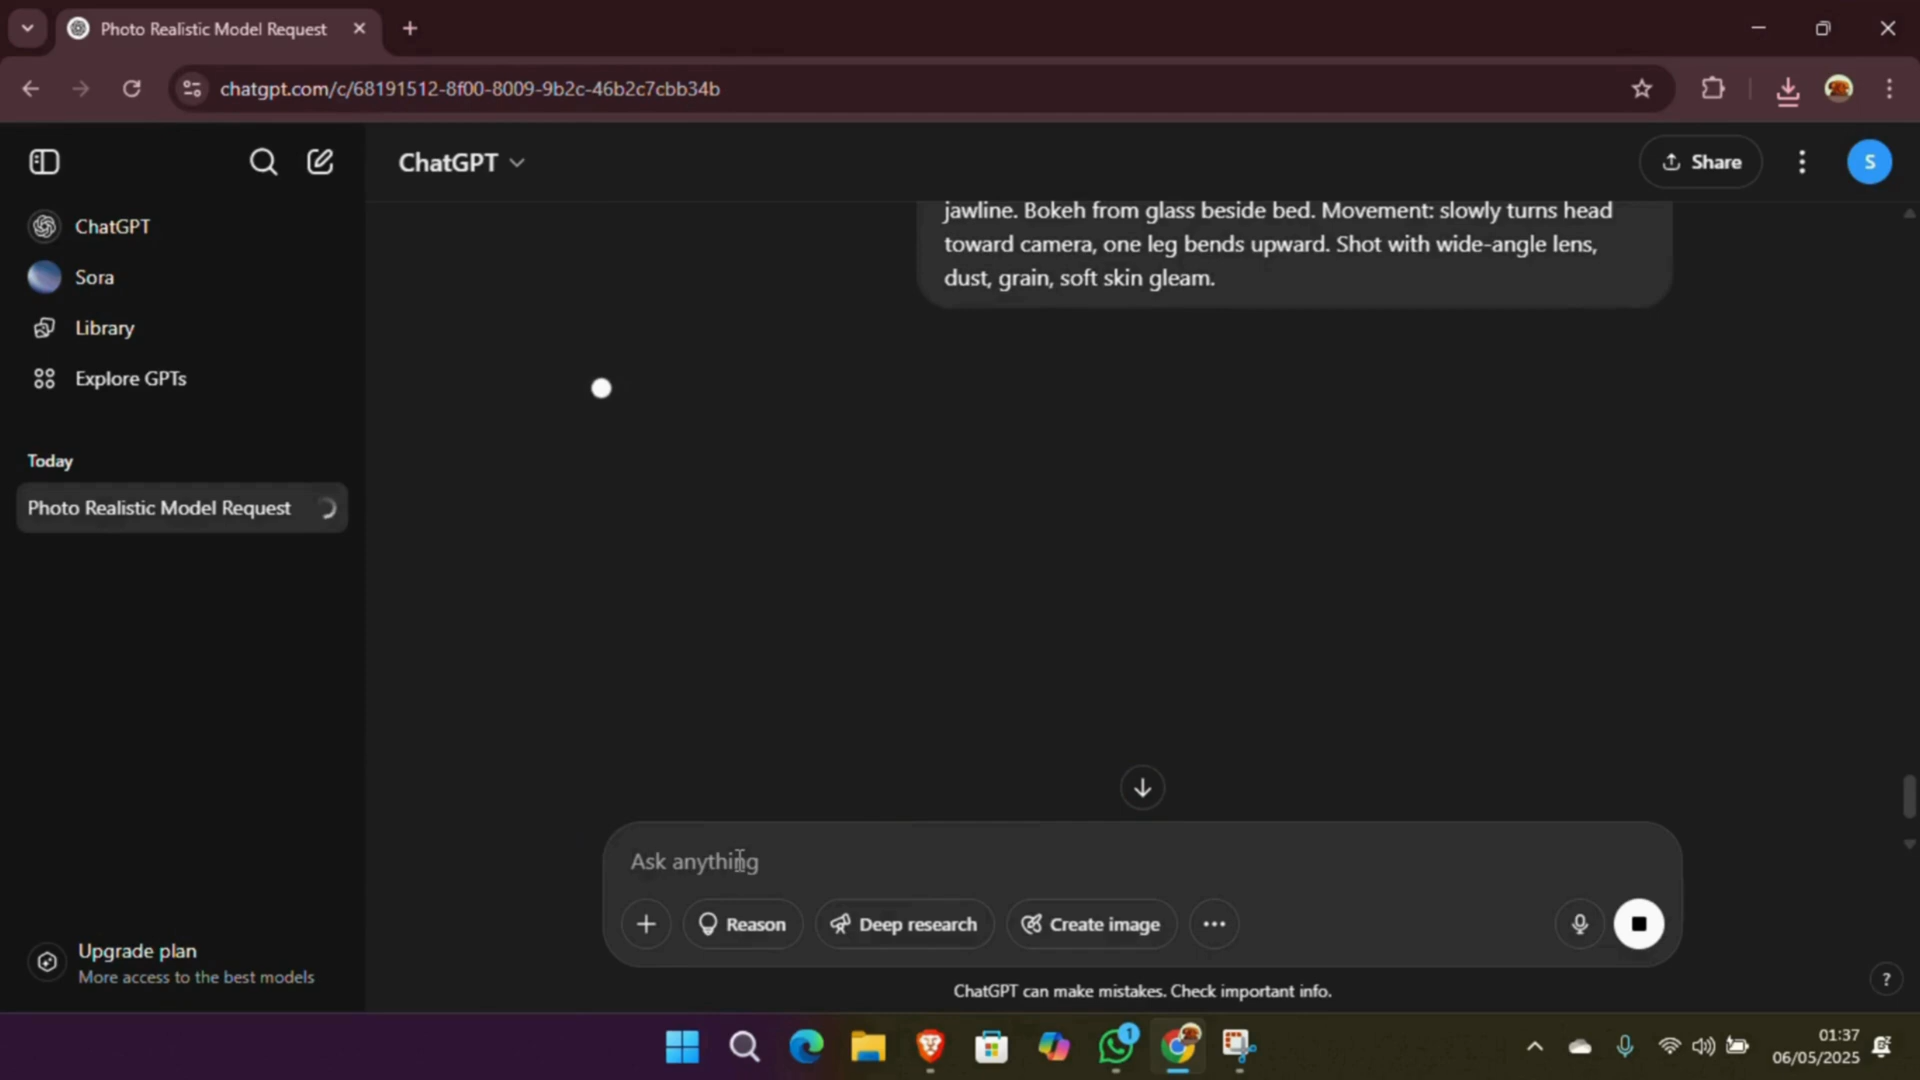 Photo Realistic Model Request
chatgpt.com/c/68191512-8f00-8009-9b2c-46b2c7cbb34b
ChatGPT
Share
S
ChatGPT
Sora
Library
Explore GPTs
Today
Photo Realistic Model Request
jawline. Bokeh from glass beside bed. Movement: slowly turns head
toward camera, one leg bends upward. Shot with wide-angle lens,
dust, grain, soft skin gleam.
Ask anything
Reason
Deep research
Create image
Upgrade plan
More access to the best models
ChatGPT can make mistakes. Check important info.
?
1
01:37
06/05/2025